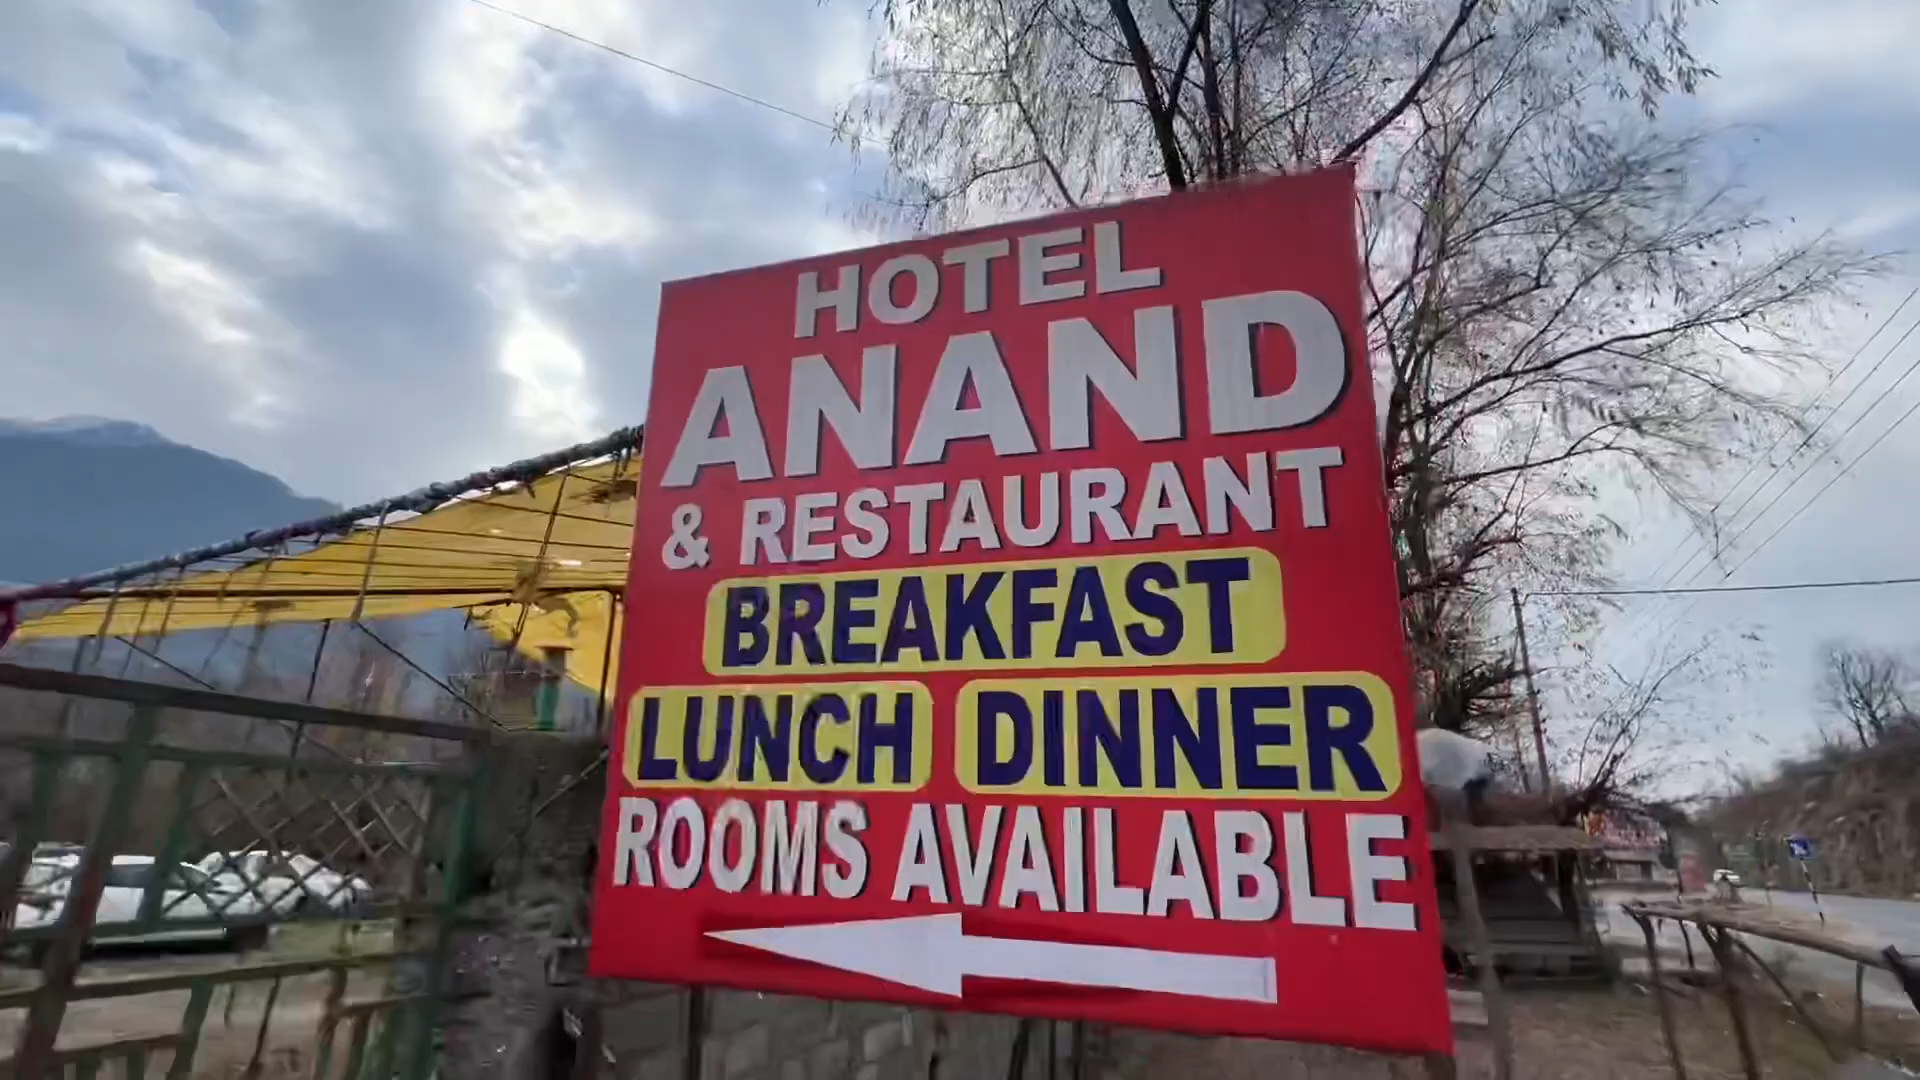 HOTEL
ANAND
& RESTAURANT
BREAKFAST
LUNCH DINNER
ROOMS AVAILABLE